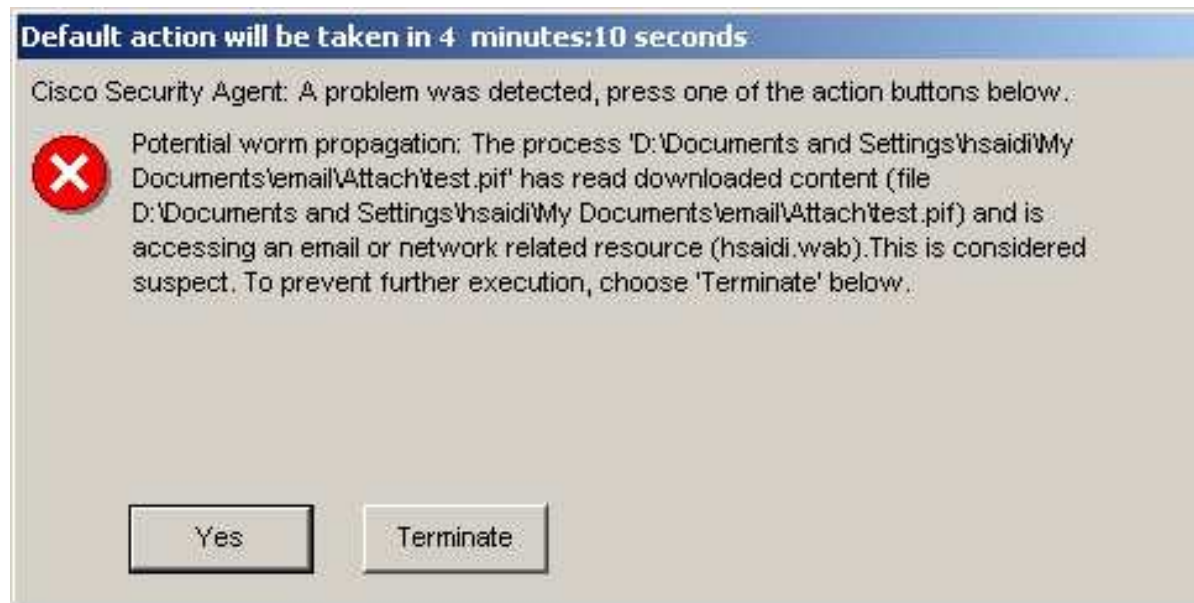 Default action will be taken in 4 minutes:10 seconds
Cisco Security Agent: A problem was detected, press one of the action buttons below.
Potential worm propagation: The process 'D:\Documents and Settings\hsaidi\My
Documents\email\Attach\test.pif' has read downloaded content (file
D:\Documents and Settings\hsaidi\My Documents\email\Attach\test.pif) and is
accessing an email or network related resource (hsaidi.wab).This is considered
suspect. To prevent further execution, choose 'Terminate' below.
Yes
Terminate